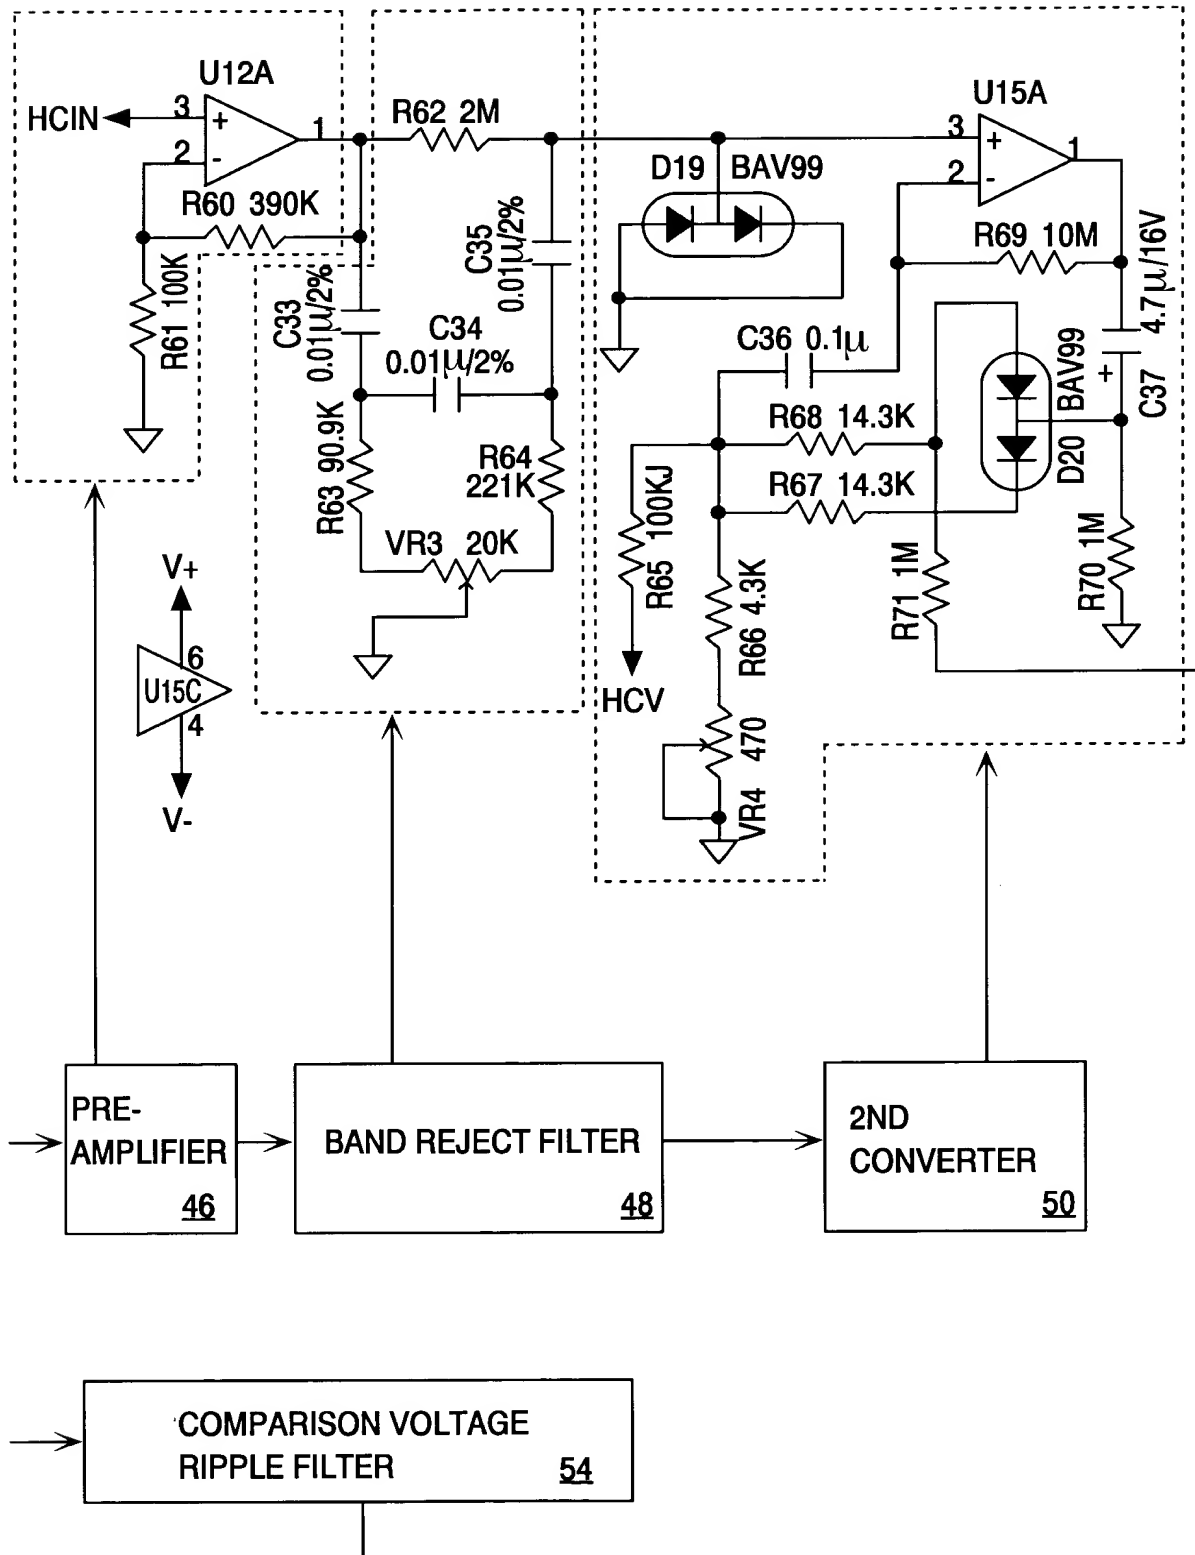 U12A
HCIN
3
+
2
-
1
R60 390K
R61 100K
R62 2M
C33
0.01μ/2%
C34
0.01μ/2%
C35
0.01μ/2%
R63 90.9K
R64
221K
VR3 20K
V+
6
U15C
4
V-
U15A
3
+
2
-
1
D19 BAV99
R69 10M
4.7μ/16V
C37
+
BAV99
D20
C36 0.1μ
R68 14.3K
R67 14.3K
R65 100KJ
HCV
R66 4.3K
VR4 470
R71 1M
R70 1M
PRE-
AMPLIFIER
46
BAND REJECT FILTER
48
2ND
CONVERTER
50
COMPARISON VOLTAGE
RIPPLE FILTER
54